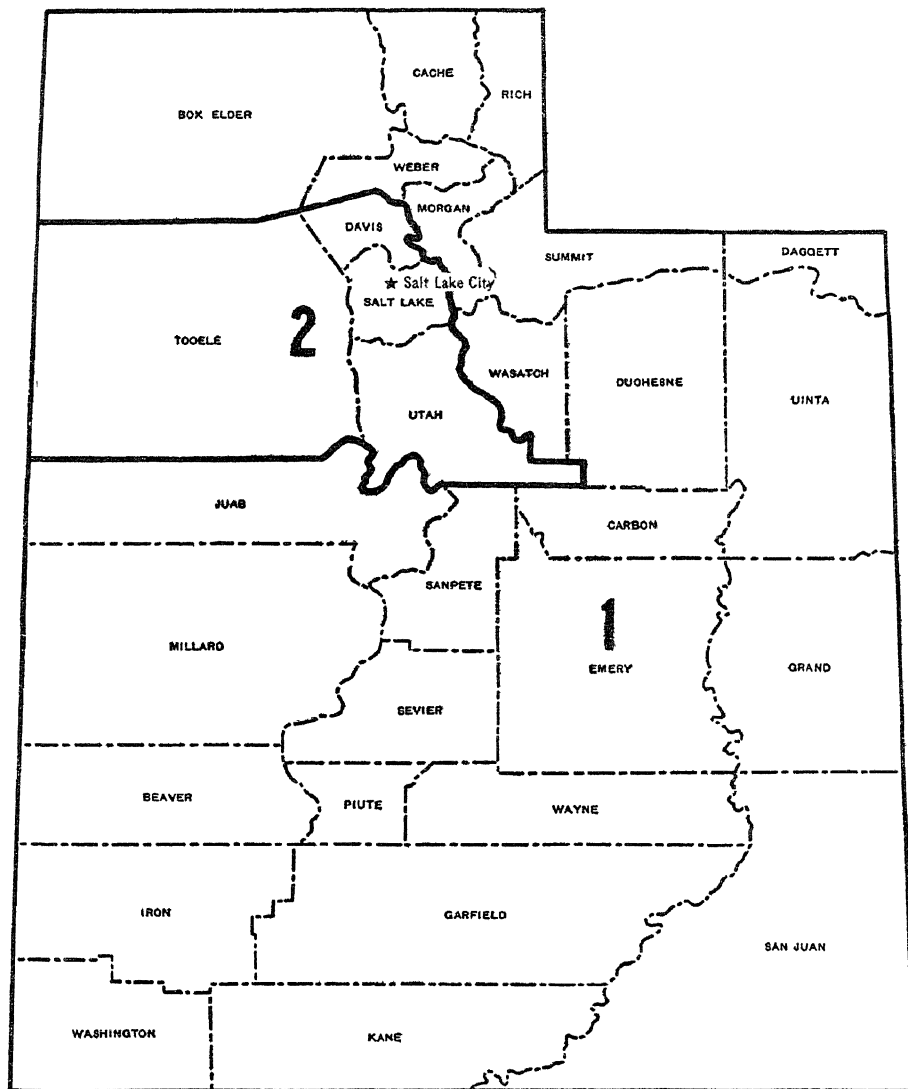 CACHE
RICH
BOX ELDER
WEBER
MORGAN
DAVIS
SUMMIT
DAGGETT
★ Salt Lake City
SALT LAKE
2
TOOELE
WASATCH
DUCHESNE
UINTA
UTAH
JUAB
CARBON
SANPETE
1
MILLARD
EMERY
GRAND
SEVIER
BEAVER
PIUTE
WAYNE
IRON
GARFIELD
SAN JUAN
WASHINGTON
KANE